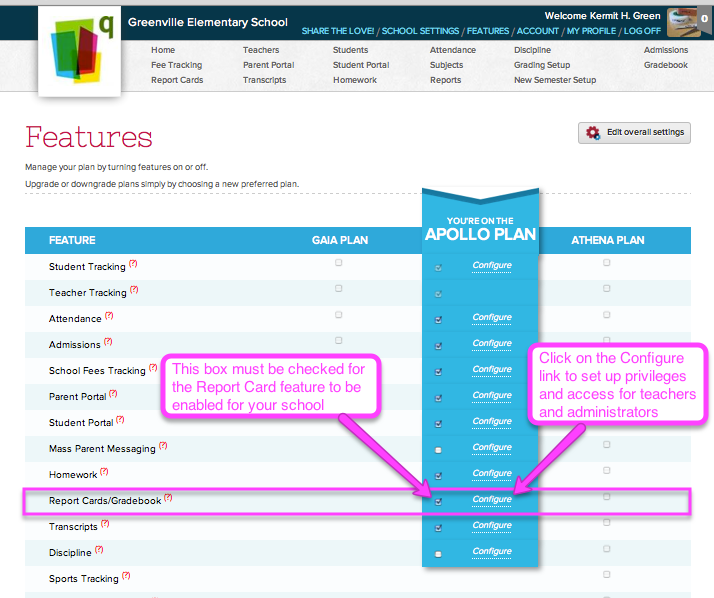 q
Greenville Elementary School
Welcome Kermit H. Green
0
SHARE THE LOVE! / SCHOOL SETTINGS / FEATURES / ACCOUNT / MY PROFILE / LOG OFF
Home Teachers Students Attendance Discipline Admissions
Fee Tracking Parent Portal Student Portal Subjects Grading Setup Gradebook
Report Cards Transcripts Homework Reports New Semester Setup
Features
Edit overall settings
Manage your plan by turning features on or off.
Upgrade or downgrade plans simply by choosing a new preferred plan.
YOU'RE ON THE
FEATURE GAIA PLAN APOLLO PLAN ATHENA PLAN
Student Tracking (?) Configure
Teacher Tracking (?)
Attendance (?) Configure
Admissions (?) Configure
School Fees Tracking (?) Configure
Parent Portal (?) Configure
Student Portal (?) Configure
Mass Parent Messaging (?) Configure
Homework (?) Configure
Report Cards/Gradebook (?) Configure
Transcripts (?) Configure
Discipline (?) Configure
Sports Tracking (?)
This box must be checked for
the Report Card feature to be
enabled for your school
Click on the Configure
link to set up privileges
and access for teachers
and administrators